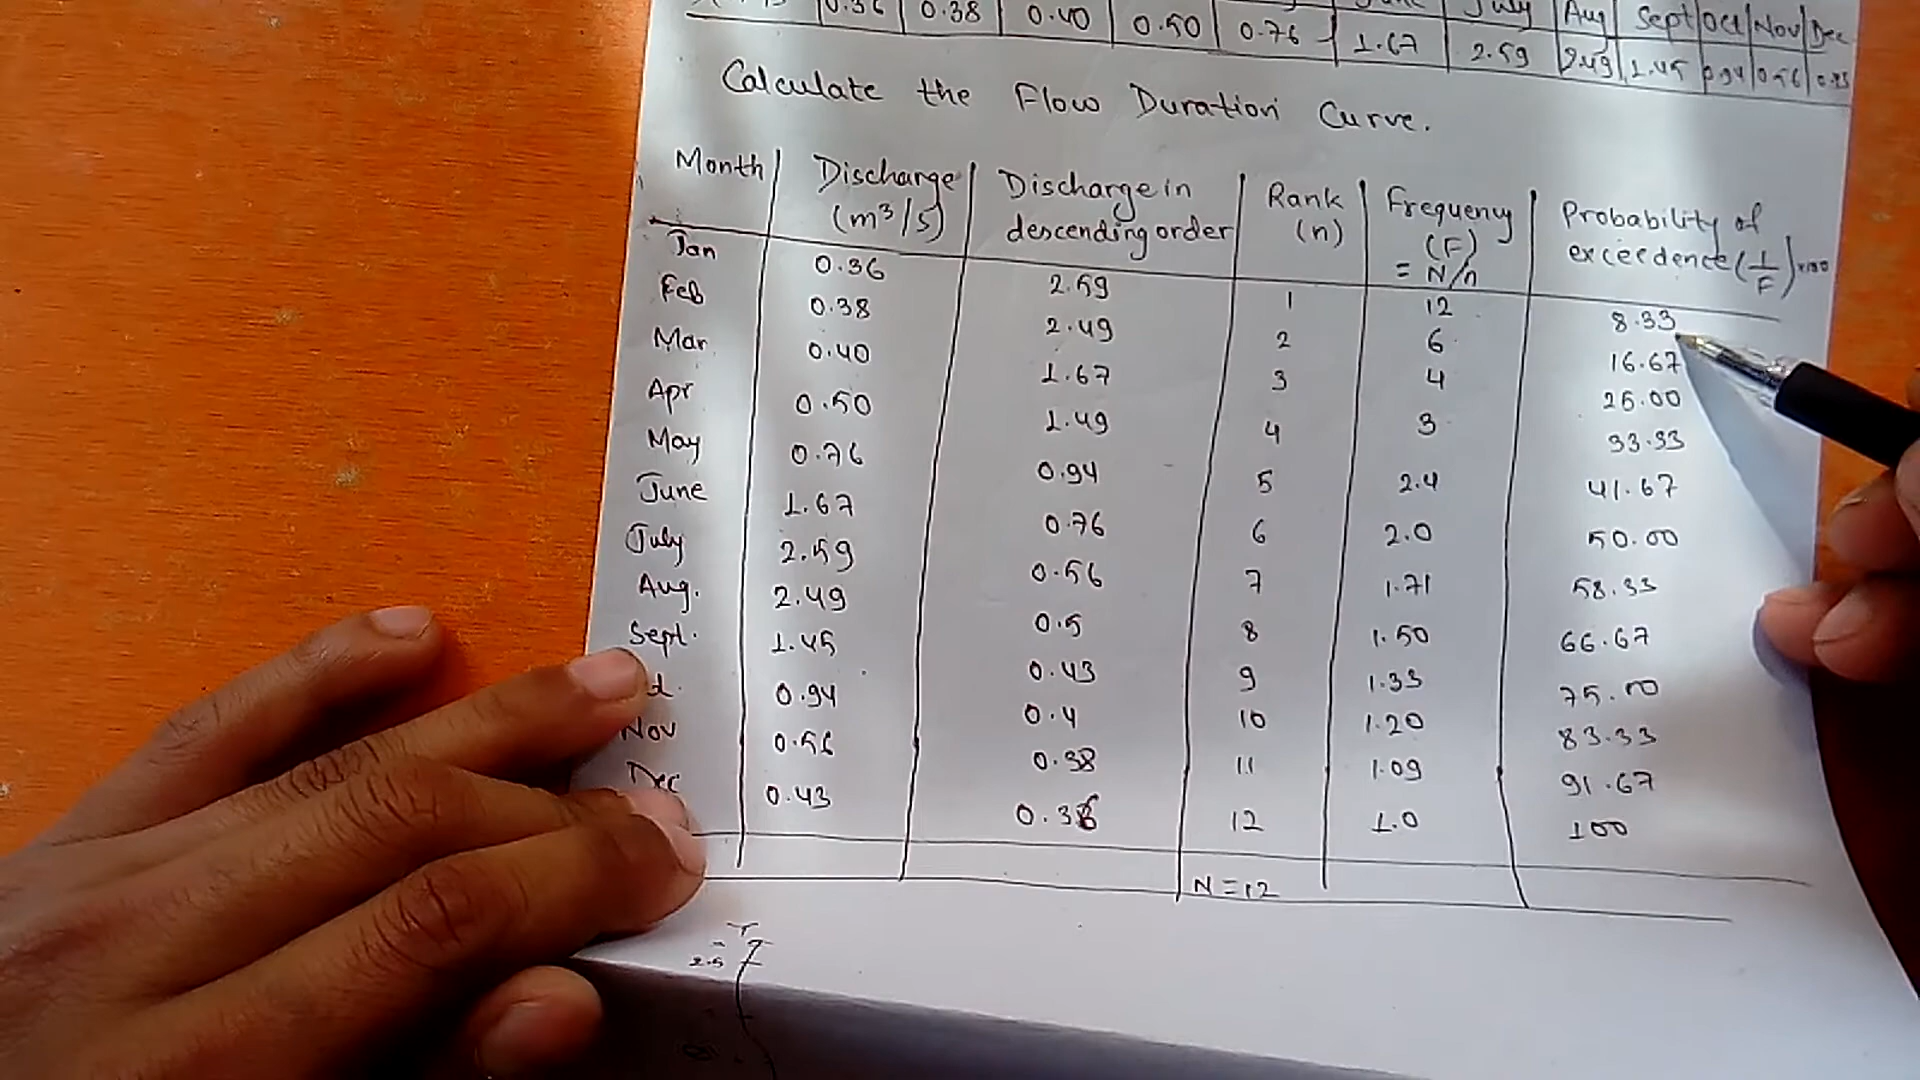 0.36 0.38 0.40 0.50 0.76 1.67 2.59 2.49 1.45 0.94 0.56
July Aug Sept Oct Nov Dec
Calculate the Flow Duration Curve.
Month Discharge (m³/s) Discharge in descending order Rank (n) Frequency (F) = N/n Probability of exceedence (1/F)×100
Jan 0.36 2.59 1 12 8.33
Feb 0.38 2.49 2 6 16.67
Mar 0.40 1.67 3 4 25.00
Apr 0.50 1.49 4 3 33.33
May 0.76 0.94 5 2.4 41.67
June 1.67 0.76 6 2.0 50.00
July 2.59 0.56 7 1.71 58.33
Aug. 2.49 0.5 8 1.50 66.67
Sept. 1.45 0.43 9 1.33 75.00
0.94 0.4 10 1.20 83.33
Nov 0.56 0.38 11 1.09 91.67
Dec 0.43 0.36 12 1.0 100
N = 12
2.5